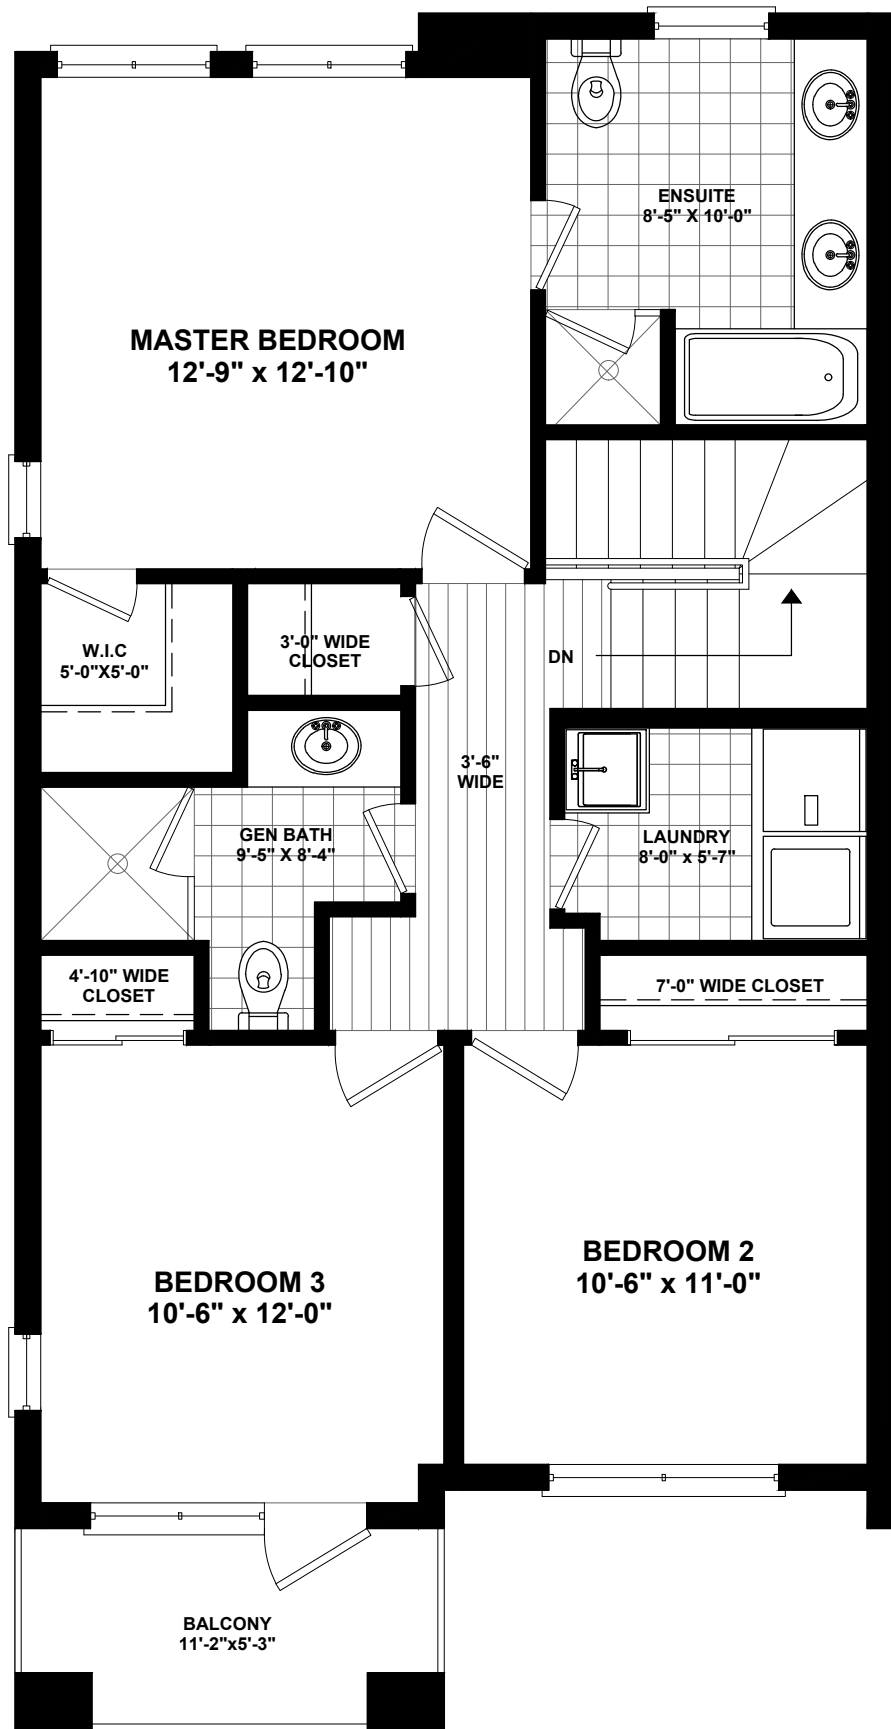 ENSUITE
8'-5" X 10'-0"
MASTER BEDROOM
12'-9" x 12'-10"
W.I.C
5'-0"X5'-0"
3'-0" WIDE
CLOSET
DN
3'-6"
WIDE
GEN BATH
9'-5" X 8'-4"
LAUNDRY
8'-0" x 5'-7"
4'-10" WIDE
CLOSET
7'-0" WIDE CLOSET
BEDROOM 3
10'-6" x 12'-0"
BEDROOM 2
10'-6" x 11'-0"
BALCONY
11'-2"x5'-3"